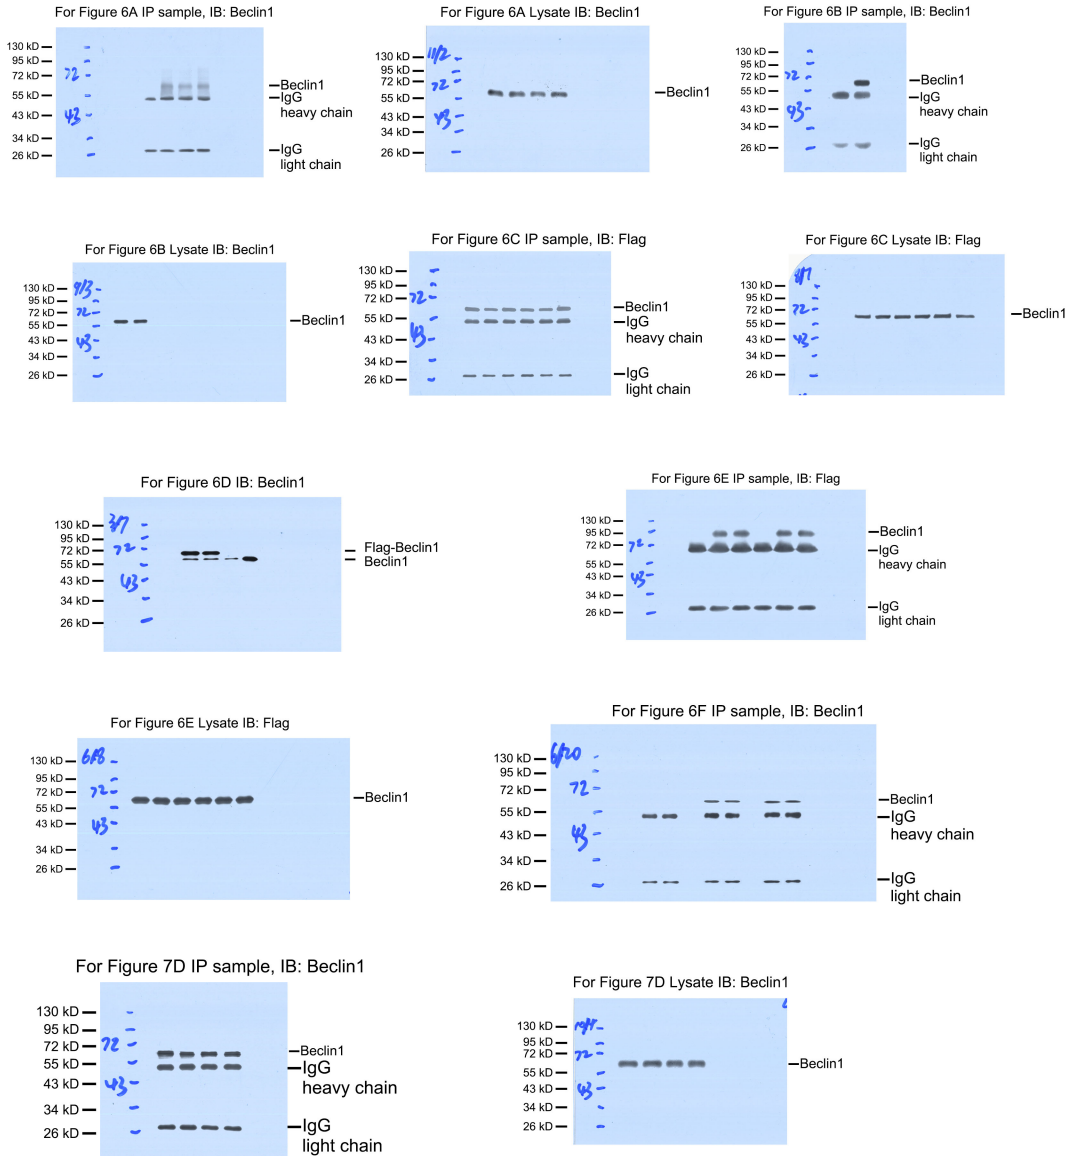 For Figure 6A IP sample, IB: Beclin1
130 kD
95 kD
72 kD
55 kD
43 kD
34 kD
26 kD
72
43
Beclin1
IgG
heavy chain
IgG
light chain
For Figure 6A Lysate IB: Beclin1
130 kD
95 kD
72 kD
55 kD
43 kD
34 kD
26 kD
11/2
72
43
Beclin1
For Figure 6B IP sample, IB: Beclin1
130 kD
95 kD
72 kD
55 kD
43 kD
34 kD
26 kD
72
43
Beclin1
IgG
heavy chain
IgG
light chain
For Figure 6B Lysate IB: Beclin1
130 kD
95 kD
72 kD
55 kD
43 kD
34 kD
26 kD
9/3
72
43
Beclin1
For Figure 6C IP sample, IB: Flag
130 kD
95 kD
72 kD
55 kD
43 kD
34 kD
26 kD
72
43
Beclin1
IgG
heavy chain
IgG
light chain
For Figure 6C Lysate IB: Flag
130 kD
95 kD
72 kD
55 kD
43 kD
34 kD
26 kD
72
43
Beclin1
For Figure 6D IB: Beclin1
130 kD
95 kD
72 kD
55 kD
43 kD
34 kD
26 kD
3/7
72
43
Flag-Beclin1
Beclin1
For Figure 6E IP sample, IB: Flag
130 kD
95 kD
72 kD
55 kD
43 kD
34 kD
26 kD
72
43
Beclin1
IgG
heavy chain
IgG
light chain
For Figure 6E Lysate IB: Flag
130 kD
95 kD
72 kD
55 kD
43 kD
34 kD
26 kD
6/18
72
43
Beclin1
For Figure 6F IP sample, IB: Beclin1
130 kD
95 kD
72 kD
55 kD
43 kD
34 kD
26 kD
6/20
72
43
Beclin1
IgG
heavy chain
IgG
light chain
For Figure 7D IP sample, IB: Beclin1
130 kD
95 kD
72 kD
55 kD
43 kD
34 kD
26 kD
72
43
Beclin1
IgG
heavy chain
IgG
light chain
For Figure 7D Lysate IB: Beclin1
130 kD
95 kD
72 kD
55 kD
43 kD
34 kD
26 kD
72
43
Beclin1